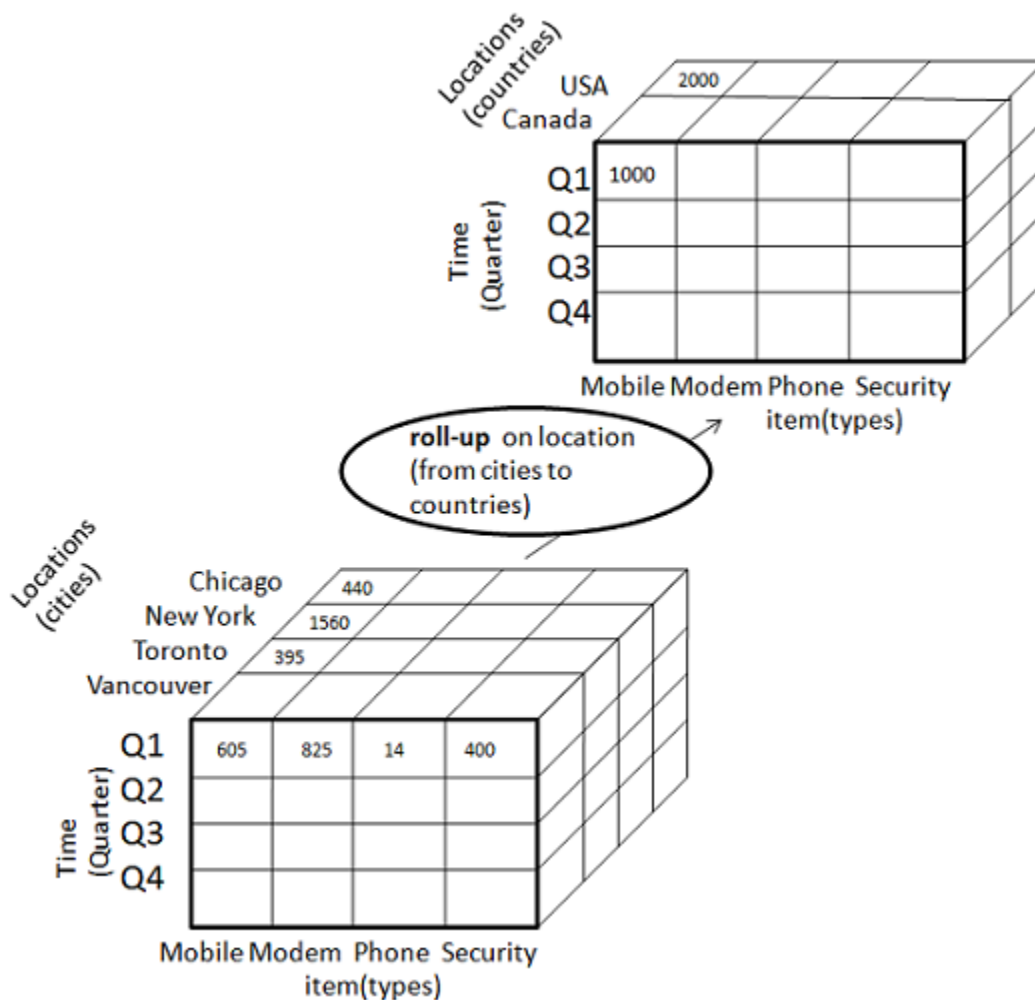 Locations
(countries)
USA
2000
Canada
Q1
1000
Q2
Q3
Q4
Time
(Quarter)
Mobile Modem Phone Security
item(types)
roll-up on location
(from cities to
countries)
Locations
(cities)
Chicago
440
New York
1560
Toronto
395
Vancouver
Q1
605 825 14 400
Q2
Q3
Q4
Time
(Quarter)
Mobile Modem Phone Security
item(types)